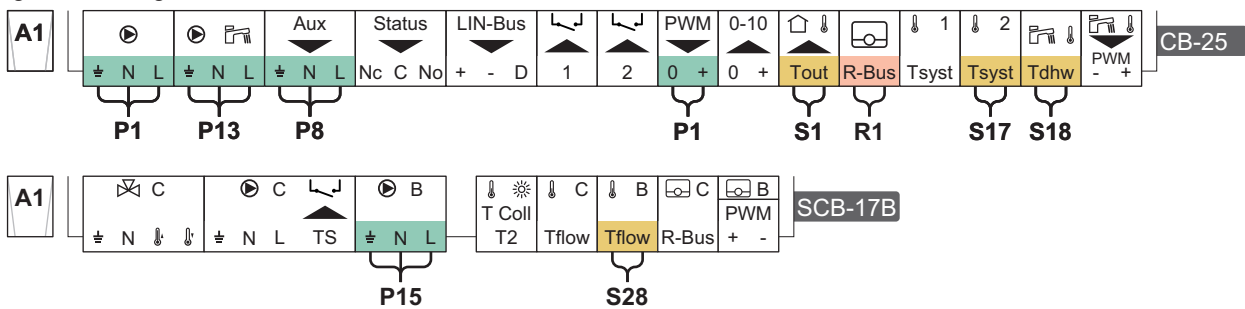 A1 Aux Status LIN-Bus PWM 0-10 1 2 CB-25
N L N L N L Nc C No + - D 1 2 0 + 0 + Tout R-Bus Tsyst Tsyst Tdhw PWM - +
P1 P13 P8 P1 S1 R1 S17 S18
A1 C C B C B C B SCB-17B
T Coll PWM
N N L TS N L T2 Tflow Tflow R-Bus + -
P15 S28